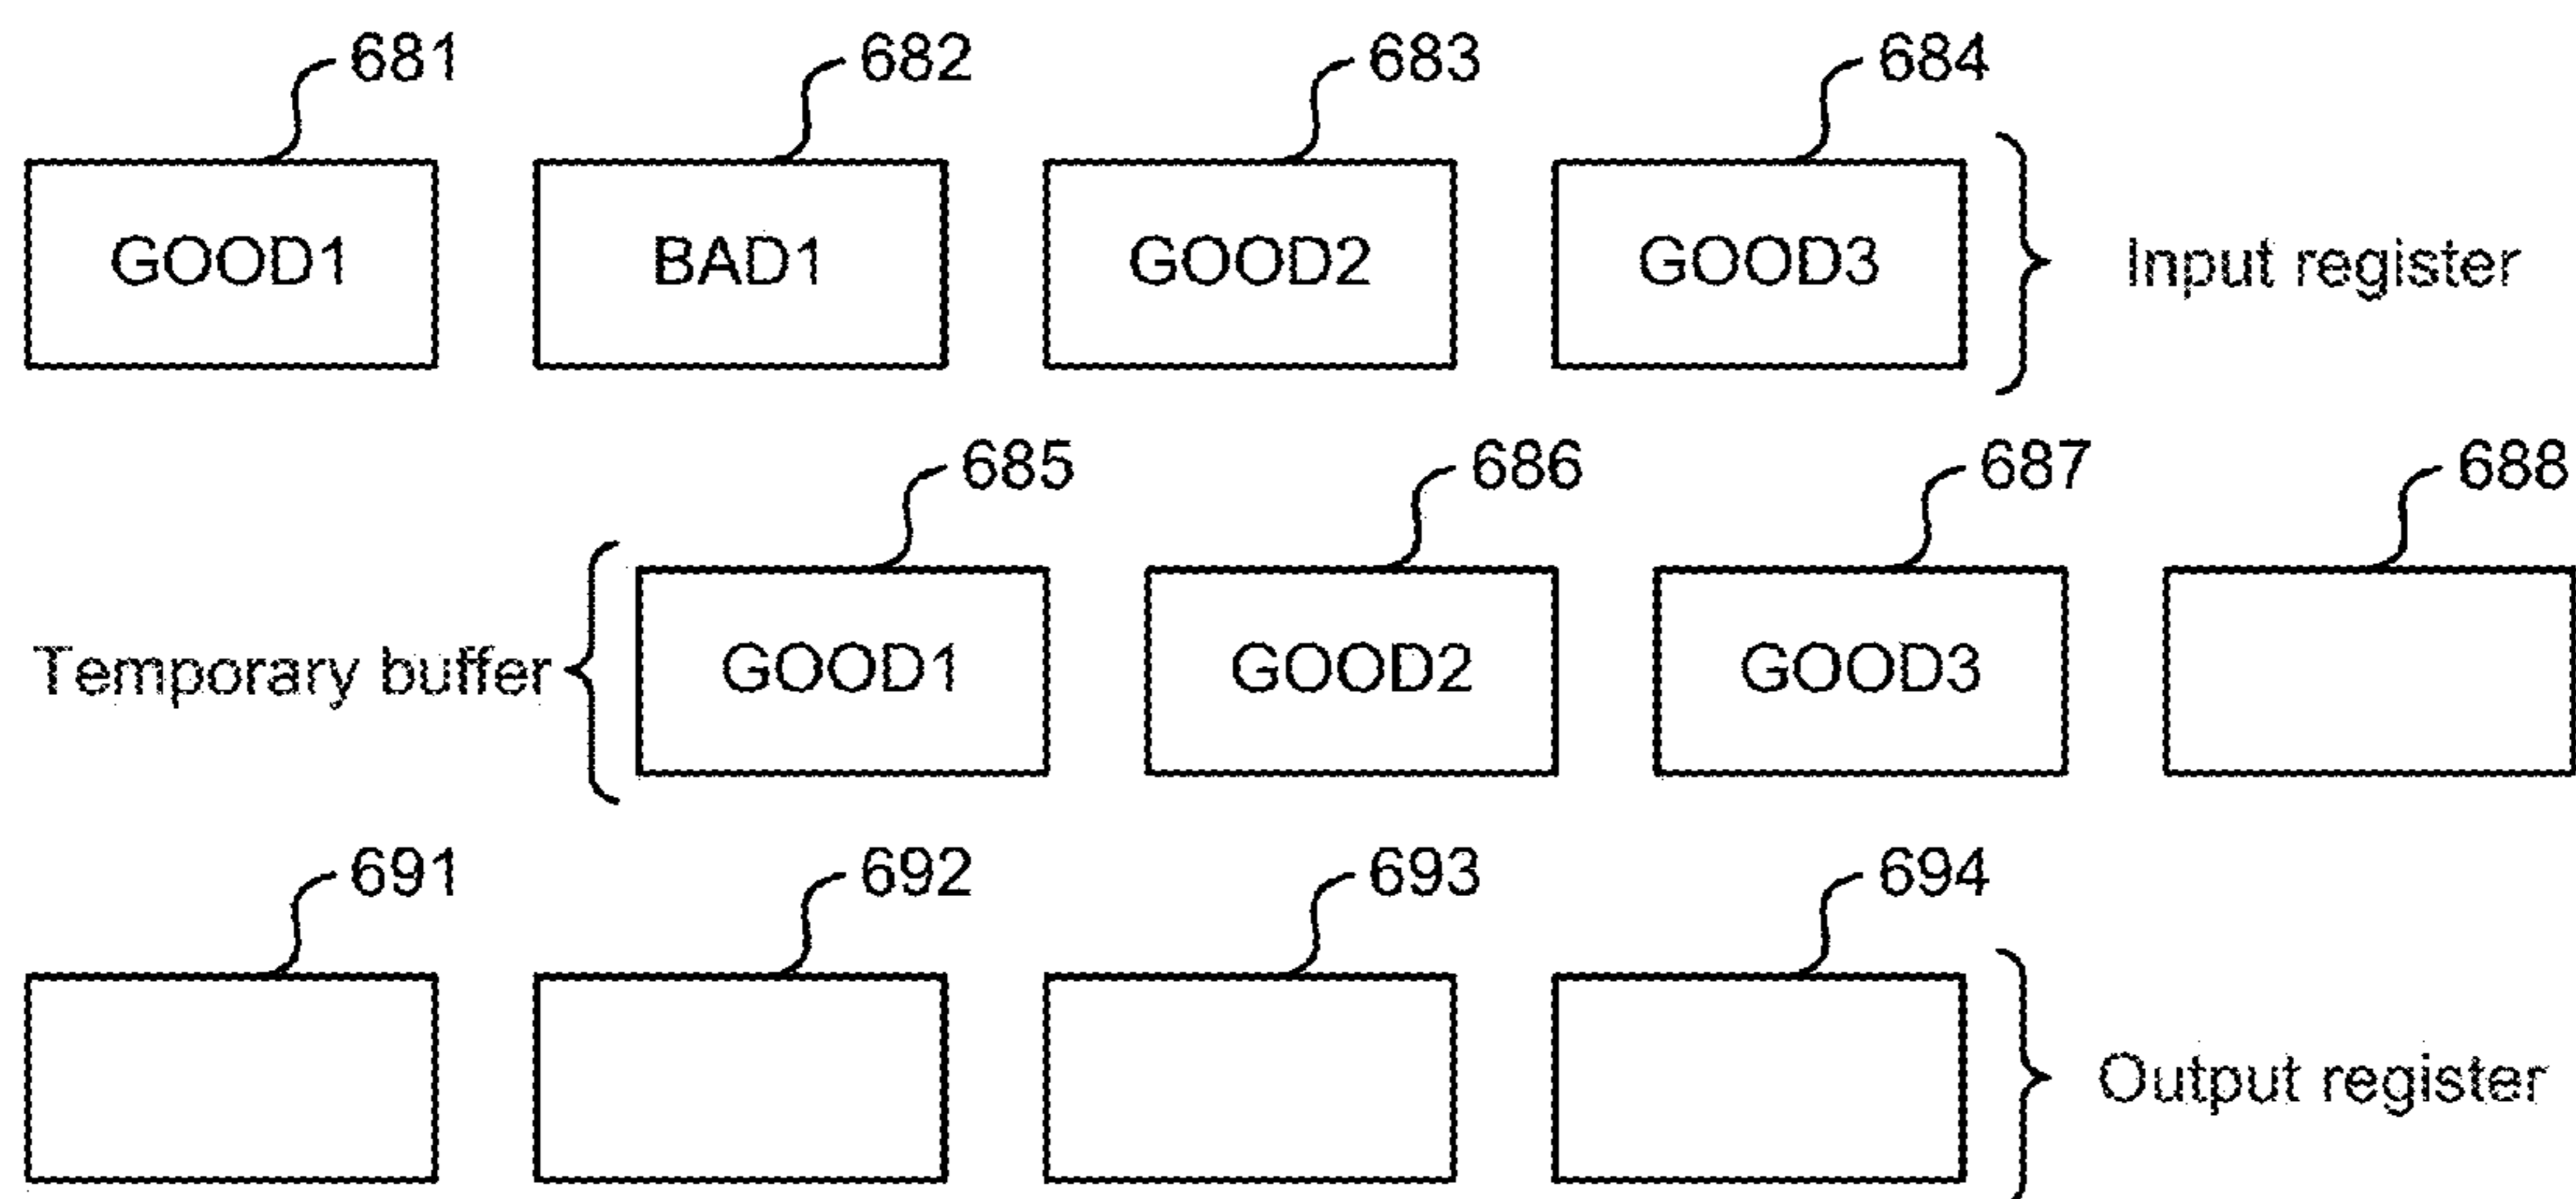 681 682 683 684
GOOD1 BAD1 GOOD2 GOOD3 Input register
685 686 687 688
Temporary buffer GOOD1 GOOD2 GOOD3
691 692 693 694
Output register